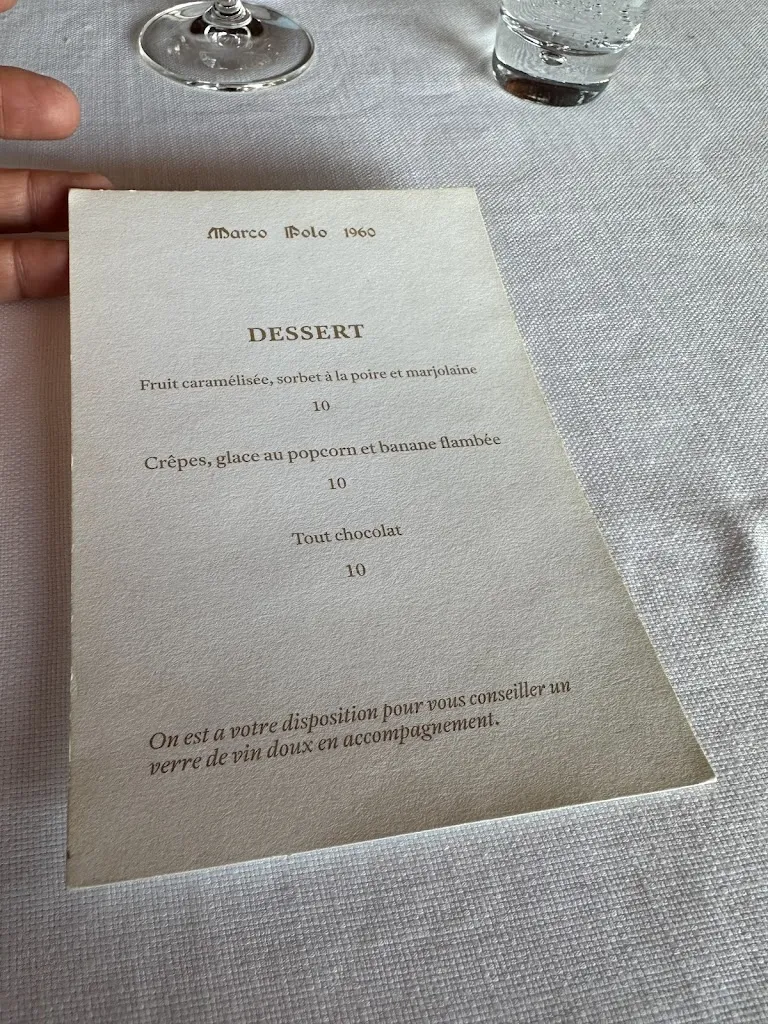 Marco Polo 1960
DESSERT
Fruit caramélisée, sorbet à la poire et marjolaine
10
Crêpes, glace au popcorn et banane flambée
10
Tout chocolat
10
On est a votre disposition pour vous conseiller un
verre de vin doux en accompagnement.